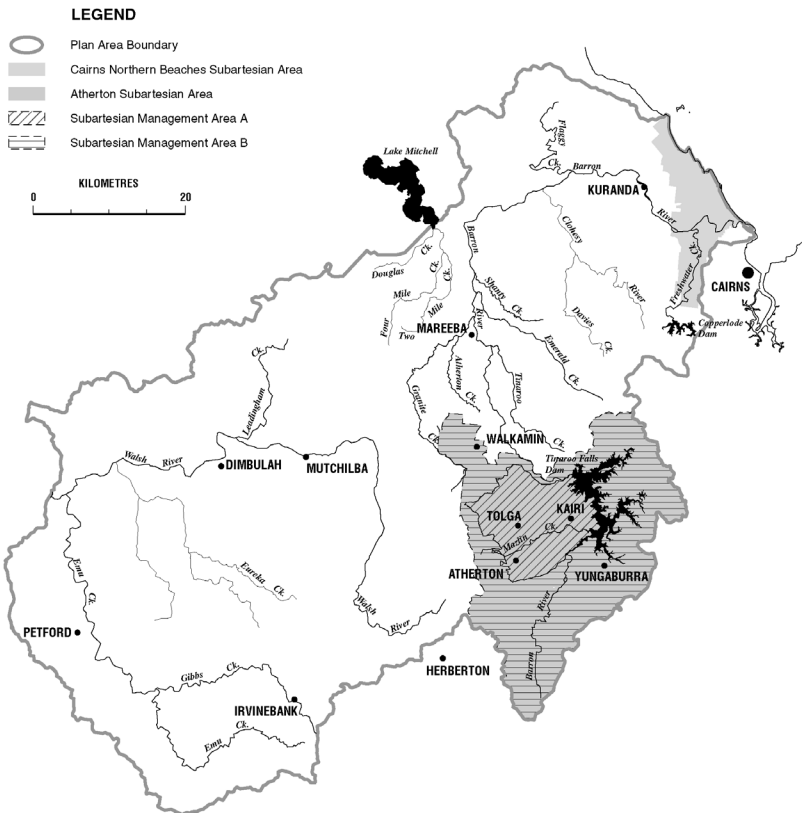 LEGEND
Plan Area Boundary
Cairns Northern Beaches Subartesian Area
Atherton Subartesian Area
Subartesian Management Area A
Subartesian Management Area B
KILOMETRES
0 20
Lake Mitchell
Flaggy
Ck.
Barron
KURANDA
River
Clohesy
River
Barron
River
Ck.
Douglas
Ck.
Ck.
Four
Mile
Two
Mile
Shanty
Ck.
Davies
Ck.
Freshwater
Ck.
CAIRNS
Copperlode
Dam
MAREEBA
Emerald
Ck.
Atherton
Ck.
Tinaroo
Ck.
Granite
Ck.
Ck.
Leadingham
WALKAMIN
Walsh
River
DIMBULAH
MUTCHILBA
Tinaroo Falls
Dam
TOLGA
KAIRI
Mazlin
Ck.
ATHERTON
YUNGABURRA
Eureka
Ck.
Emu
Ck.
Walsh
River
River
Barron
PETFORD
HERBERTON
Gibbs
Ck.
IRVINEBANK
Emu
Ck.